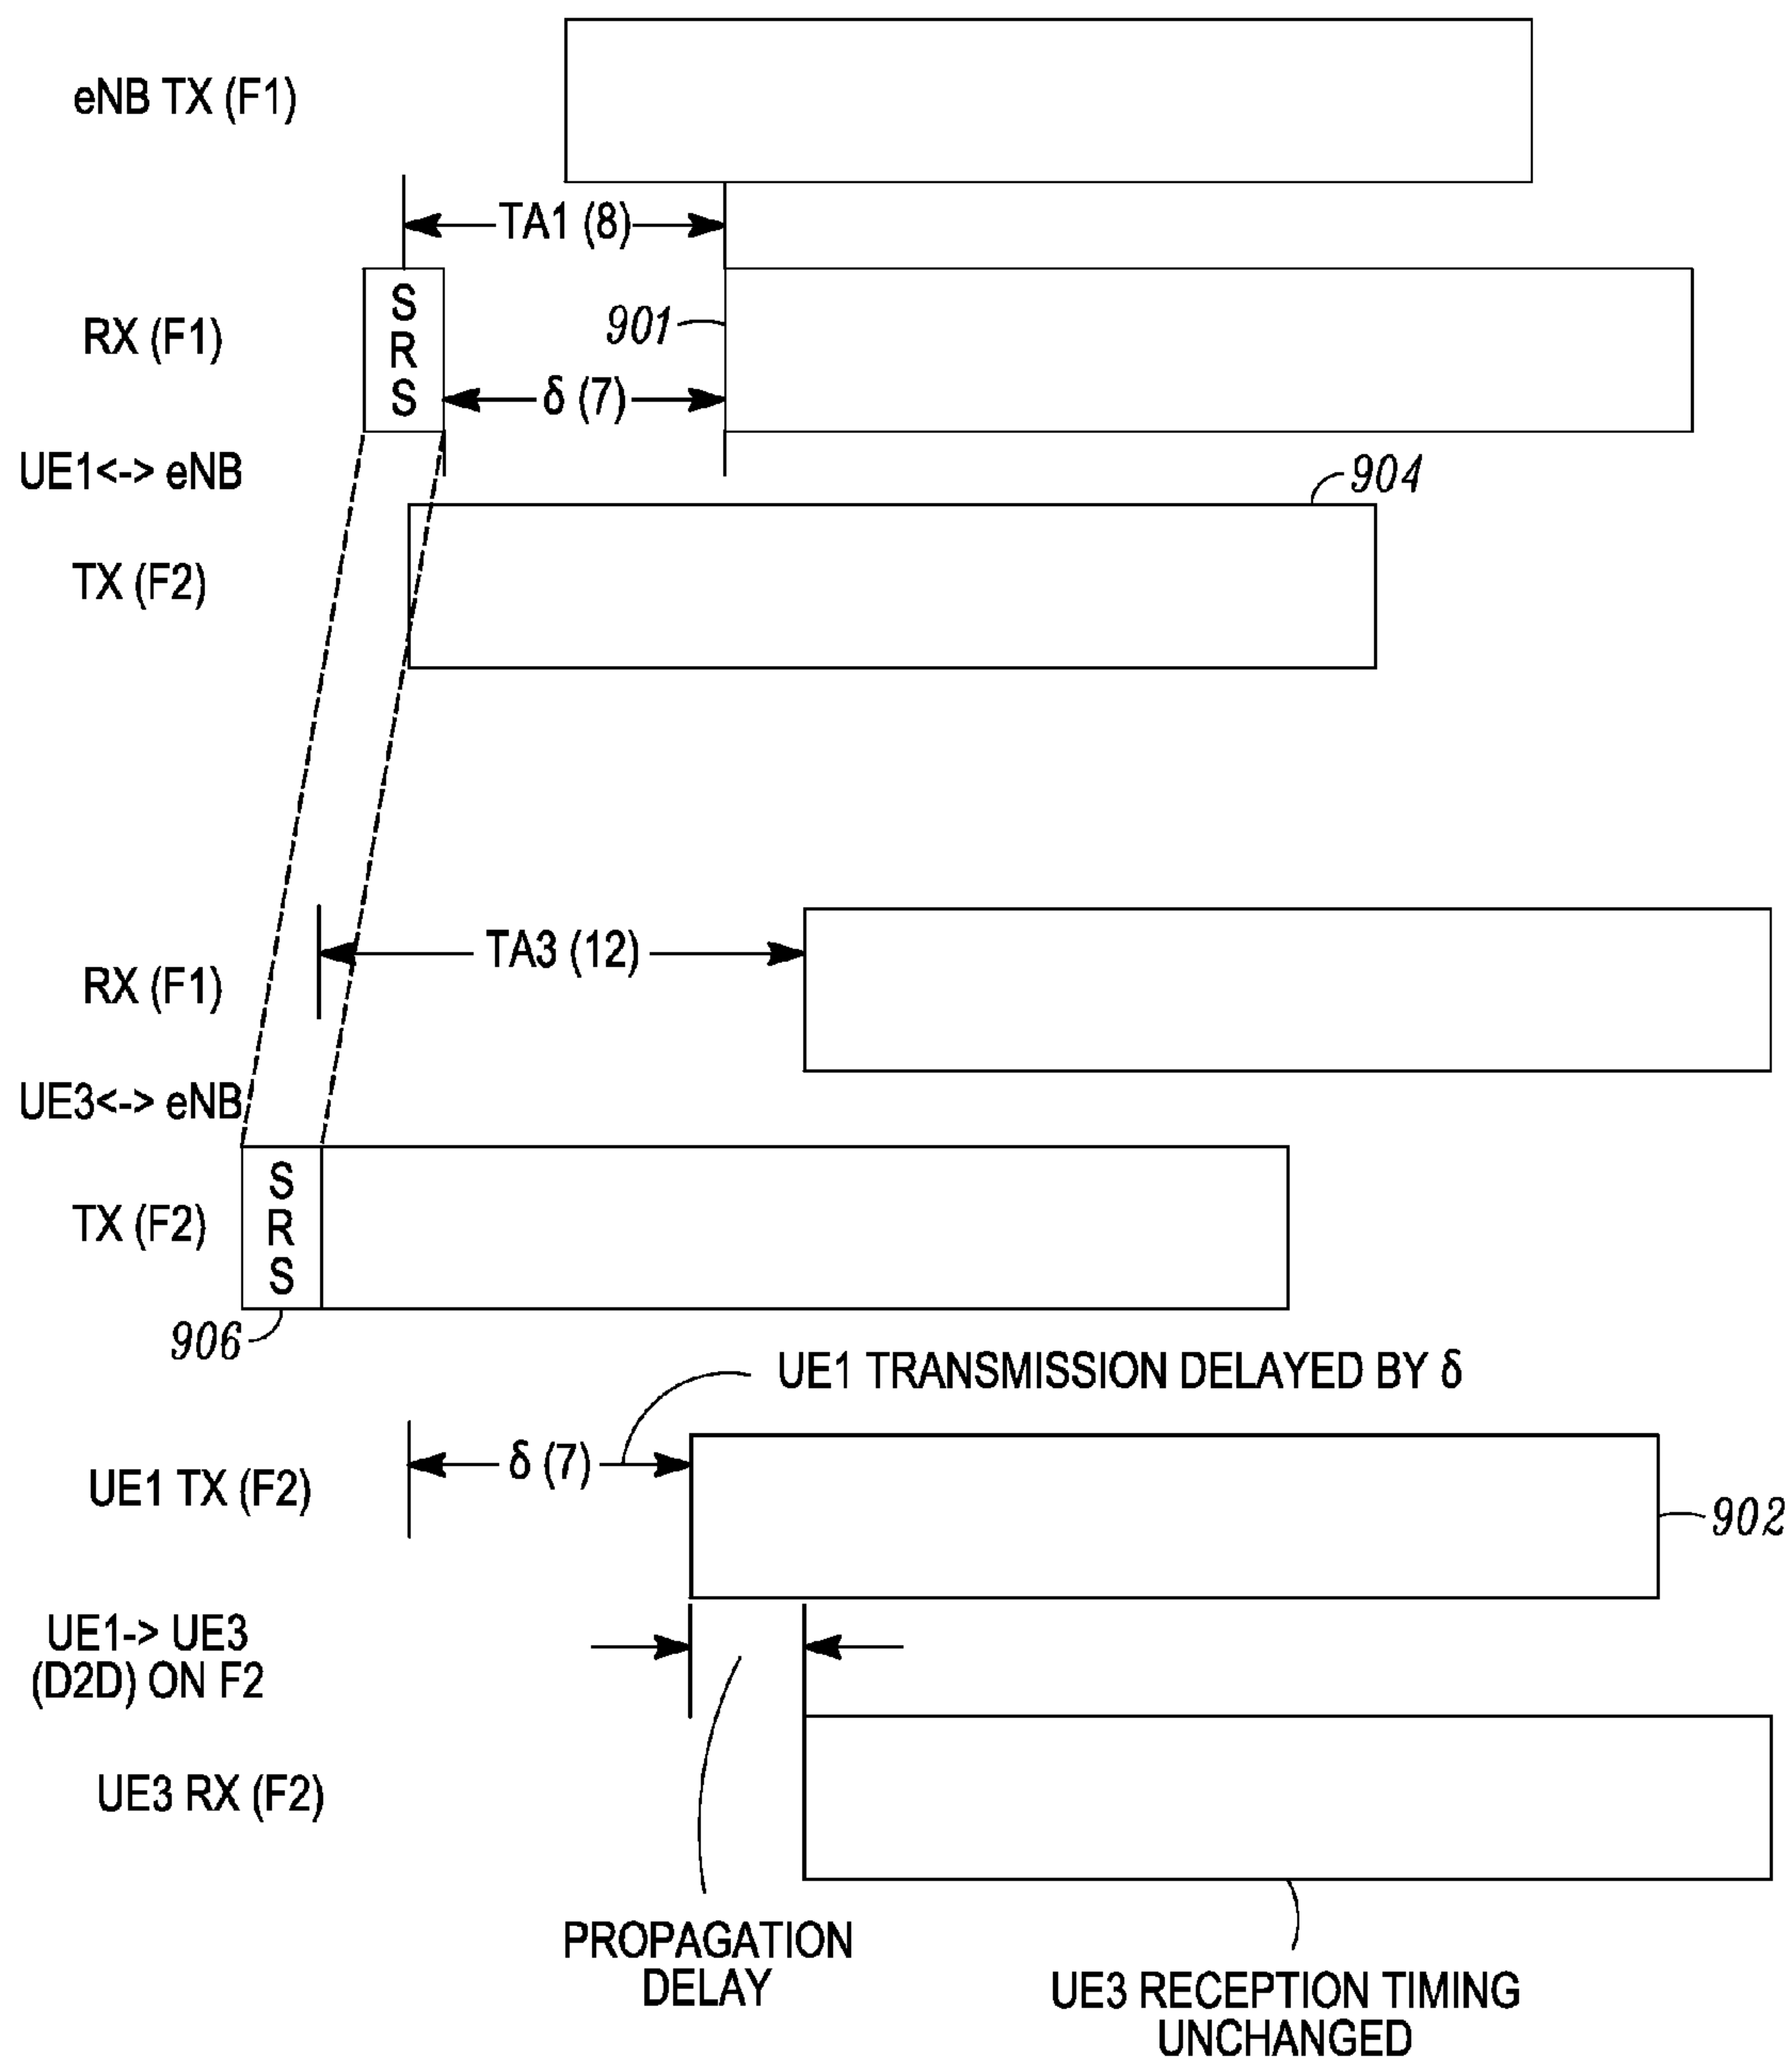 eNB TX (F1)
TA1 (8)
RX (F1)
S
R
S
901
δ (7)
UE1<-> eNB
904
TX (F2)
TA3 (12)
RX (F1)
UE3<-> eNB
TX (F2)
S
R
S
906
UE1 TRANSMISSION DELAYED BY δ
δ (7)
UE1 TX (F2)
902
UE1-> UE3
(D2D) ON F2
UE3 RX (F2)
PROPAGATION
DELAY
UE3 RECEPTION TIMING
UNCHANGED